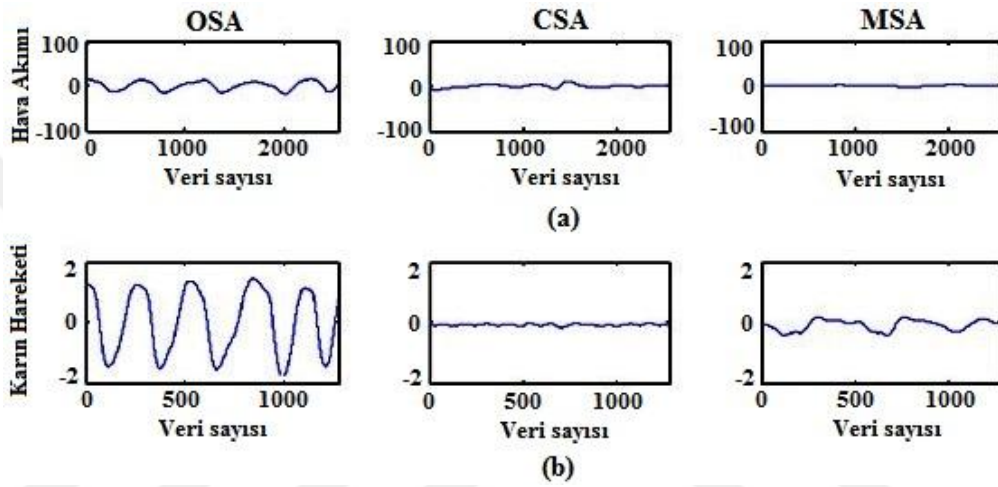 OSA CSA MSA
Hava Akımı
100 100 100
0 0 0
-100 -100 -100
0 1000 2000 0 1000 2000 0 1000 2000
Veri sayısı Veri sayısı Veri sayısı
(a)
Karın Hareketi
2 2 2
0 0 0
-2 -2 -2
0 500 1000 0 500 1000 0 500 1000
Veri sayısı Veri sayısı Veri sayısı
(b)